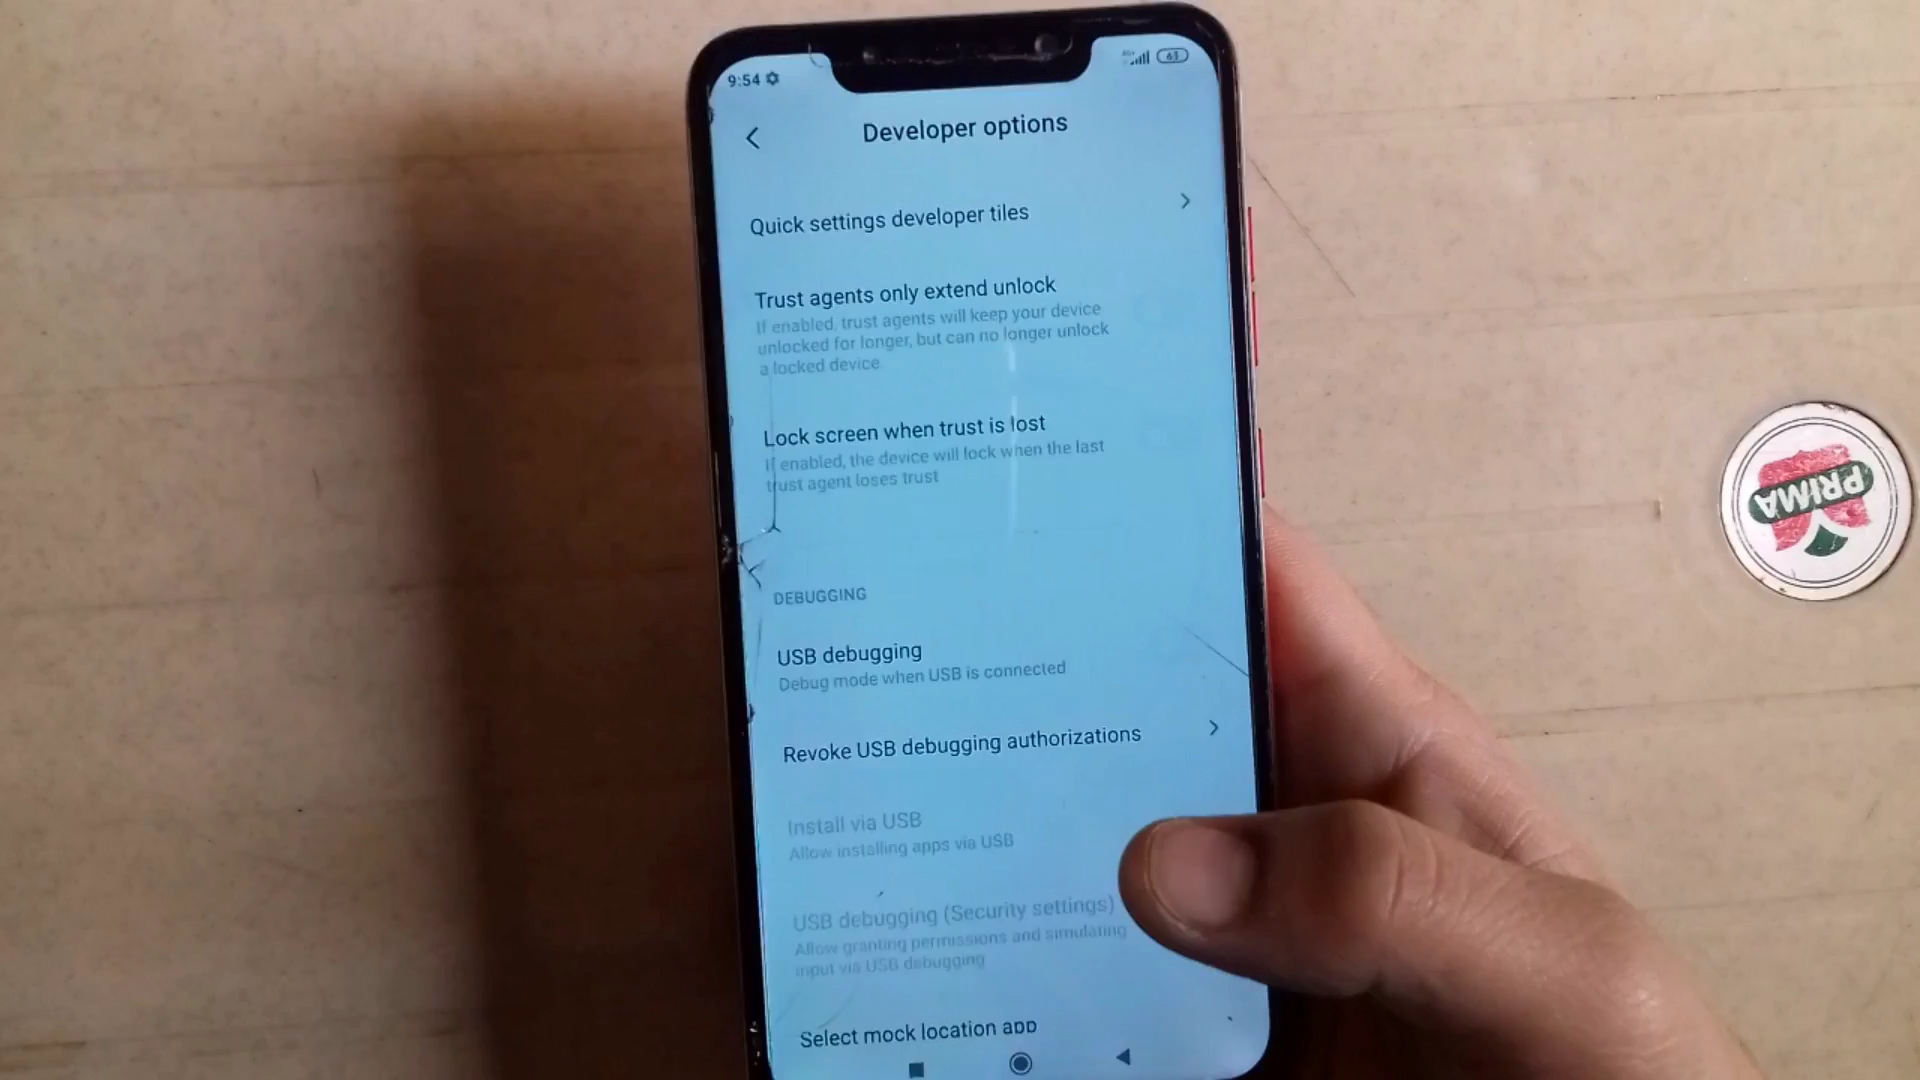 9:54
63
Developer options
Quick settings developer tiles
Trust agents only extend unlock
If enabled, trust agents will keep your device
unlocked for longer, but can no longer unlock
a locked device
Lock screen when trust is lost
If enabled, the device will lock when the last
trust agent loses trust
DEBUGGING
USB debugging
Debug mode when USB is connected
Revoke USB debugging authorizations
Install via USB
Allow installing apps via USB
USB debugging (Security settings)
Allow granting permissions and simulating
input via USB debugging
Select mock location app
PRIMA